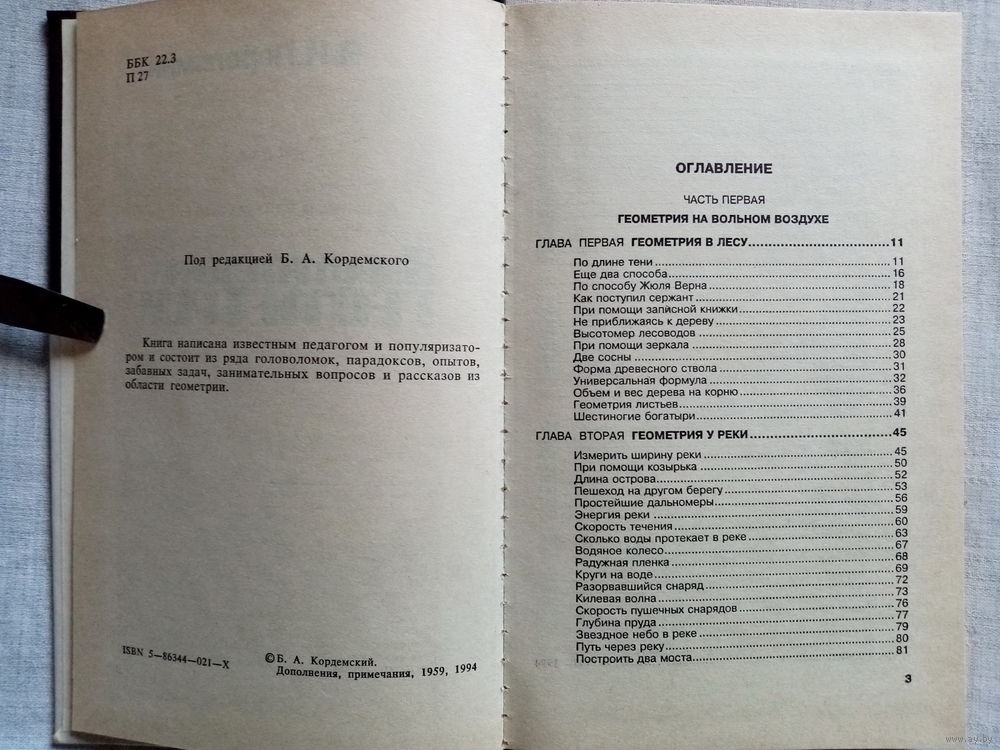 ББК 22.3
П 27
Под редакцией Б. А. Кордемского
Книга написана известным педагогом и популяризато-
ром и состоит из ряда головоломок, парадоксов, опытов,
забавных задач, занимательных вопросов и рассказов из
области геометрии.
ISBN 5—86344—021—X
© Б. А. Кордемский.
Дополнения, примечания, 1959, 1994
ОГЛАВЛЕНИЕ
ЧАСТЬ ПЕРВАЯ
ГЕОМЕТРИЯ НА ВОЛЬНОМ ВОЗДУХЕ
ГЛАВА ПЕРВАЯ ГЕОМЕТРИЯ В ЛЕСУ 11
По длине тени 11
Еще два способа 16
По способу Жюля Верна 18
Как поступил сержант 21
При помощи записной книжки 22
Не приближаясь к дереву 23
Высотомер лесоводов 25
При помощи зеркала 28
Две сосны 30
Форма древесного ствола 31
Универсальная формула 32
Объем и вес дерева на корню 36
Геометрия листьев 39
Шестиногие богатыри 41
ГЛАВА ВТОРАЯ ГЕОМЕТРИЯ У РЕКИ 45
Измерить ширину реки 45
При помощи козырька 50
Длина острова 52
Пешеход на другом берегу 53
Простейшие дальномеры 56
Энергия реки 59
Скорость течения 60
Сколько воды протекает в реке 63
Водяное колесо 67
Радужная пленка 68
Круги на воде 69
Разорвавшийся снаряд 72
Килевая волна 73
Скорость пушечных снарядов 76
Глубина пруда 77
Звездное небо в реке 79
Путь через реку 80
Построить два моста 81
3
www.ay.by